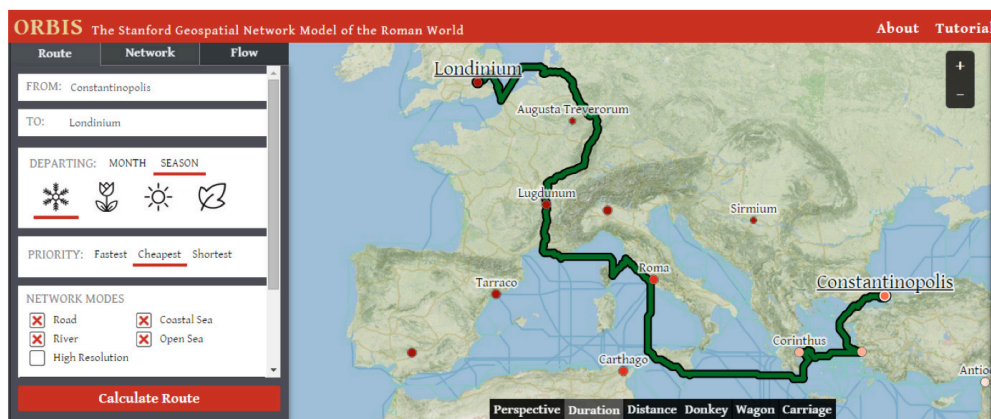 ORBIS The Stanford Geospatial Network Model of the Roman World
About Tutorial
Route Network Flow
FROM: Constantinopolis
TO: Londinium
DEPARTING: MONTH SEASON
PRIORITY: Fastest Cheapest Shortest
NETWORK MODES
Road Coastal Sea
River Open Sea
High Resolution
Calculate Route
Londinium
Augusta Treverorum
Lugdunum
Sirmium
Roma
Constantinopolis
Tarraco
Corinthus
Carthago
Antioc
+
−
Perspective Duration Distance Donkey Wagon Carriage